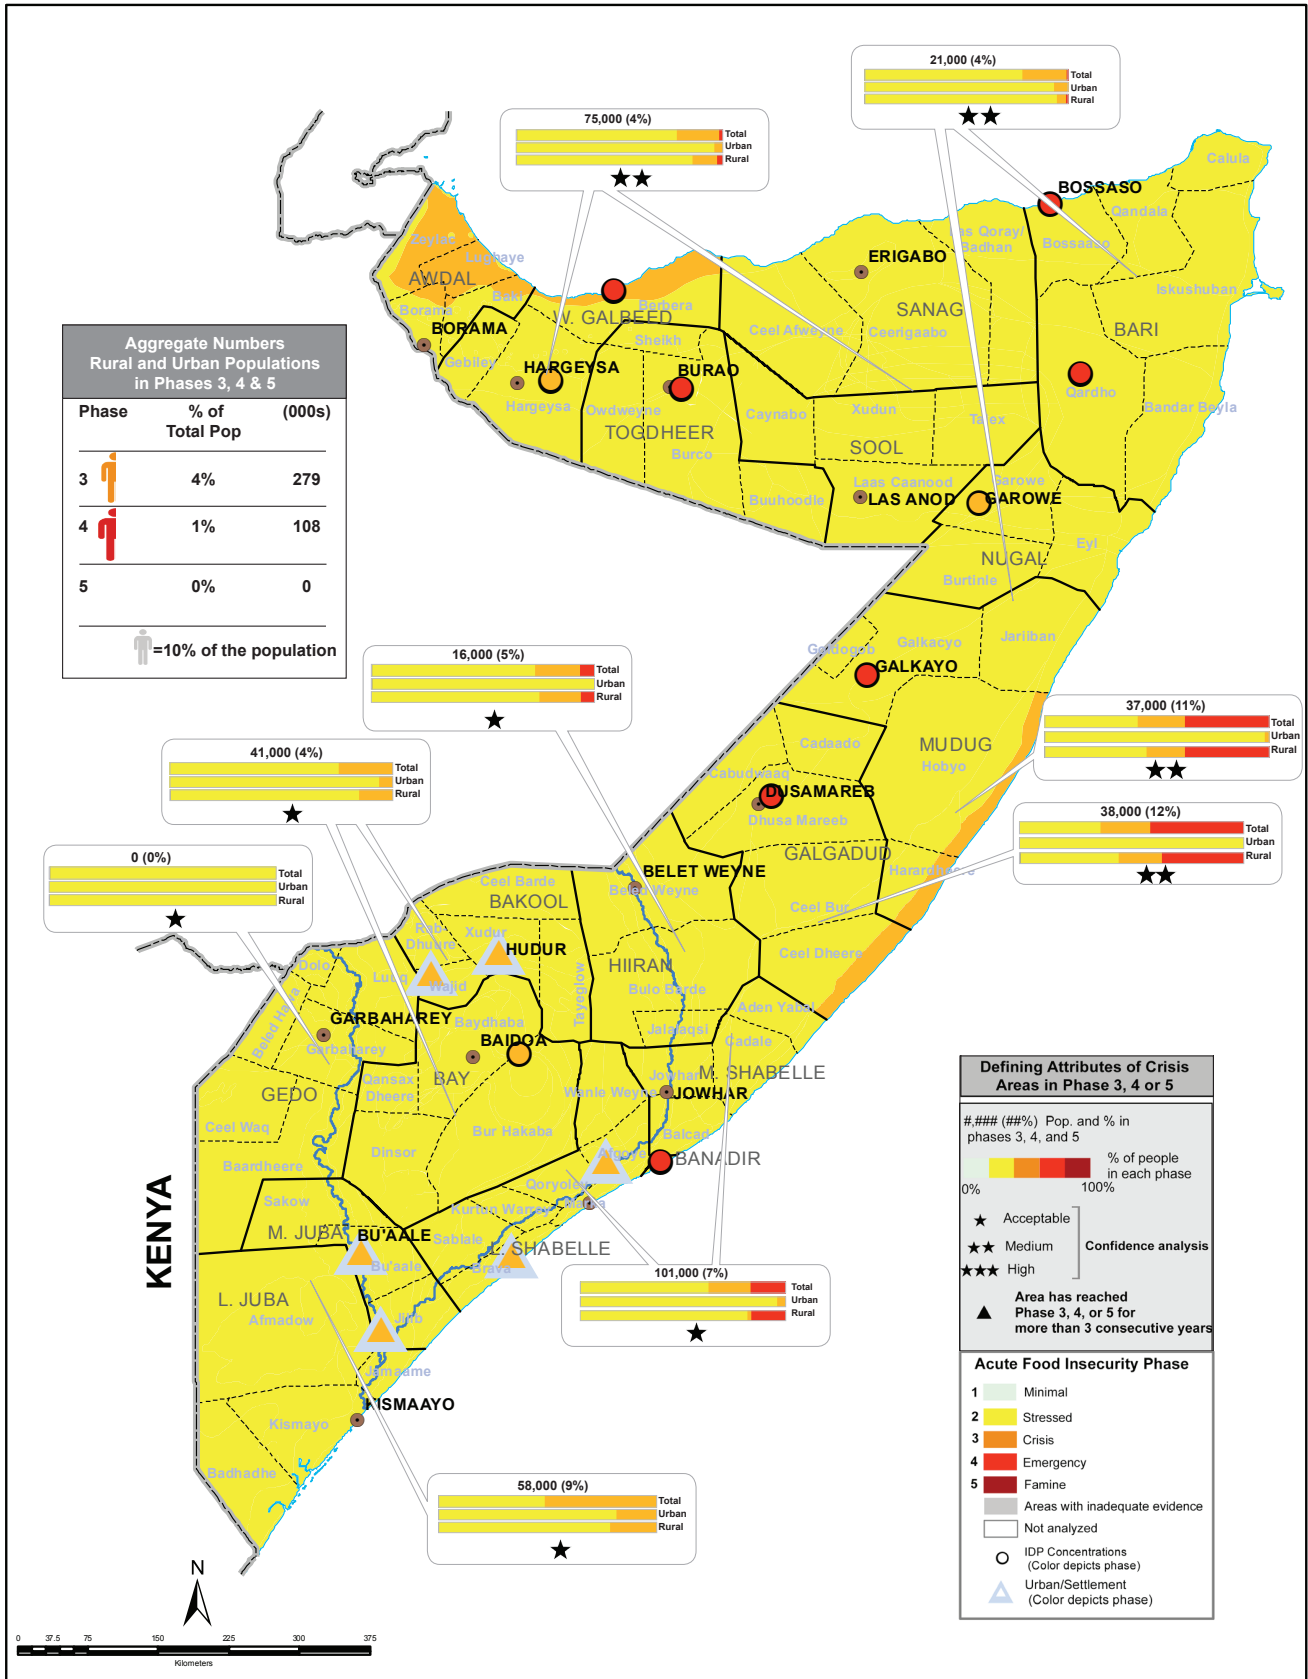 21,000 (4%)
Total
Urban
Rural
75,000 (4%)
Total
Urban
Rural
Calula
BOSSASO
Qandala
Bossaaso
Las Qoray/
Badhan
Iskushuban
BARI
Zaylac
Lughaye
AWDAL
Baki
Borama
BORAMA
Gebiley
ERIGABO
SANAG
Ceel Afweyne
Ceerigaabo
Berbera
W. GALBEED
Sheikh
HARGEYSA
Hargeysa
BURAO
Owdweyne
TOGDHEER
Burco
Caynabo
Xudun
Talex
SOOL
Qardho
Bandar Beyla
Buuhoodle
Laas Caanood
LAS ANOD
Garowe
GAROWE
Eyl
NUGAL
Burtinle
Aggregate Numbers
Rural and Urban Populations
in Phases 3, 4 & 5
Phase % of Total Pop (000s)
3 4% 279
4 1% 108
5 0% 0
=10% of the population
Goldogob
Galkacyo
Jariiban
GALKAYO
16,000 (5%)
Total
Urban
Rural
37,000 (11%)
Total
Urban
Rural
41,000 (4%)
Total
Urban
Rural
Cadaado
MUDUG
Hobyo
Cabudwaaq
DUSAMAREB
Dhusa Mareeb
38,000 (12%)
Total
Urban
Rural
GALGADUD
Harardheere
0 (0%)
Total
Urban
Rural
BELET WEYNE
Beled Weyne
Ceel Barde
BAKOOL
Ceel Bur
Rab
Dhuure
Xudur
HUDUR
Ceel Dheere
HIIRAN
Dolo
Luuq
Wajid
Tayeglow
Bulo Barde
Aden Yabal
Beled Hawa
GARBAHAREY
Garbaharey
Baydhaba
BAIDOA
Jalalaqsi
Cadale
GEDO
Qansax
Dheere
BAY
Wanle Weyne
Jowhar
M. SHABELLE
JOWHAR
Ceel Waq
Bur Hakaba
Balcad
Dinsor
Afgoye
BANADIR
Baardheere
Qoryoley
Marka
Sakow
Kurtun Warrey
M. JUBA
BU'AALE
Sablale
L. SHABELLE
Bu'aale
Brava
KENYA
L. JUBA
Afmadow
Jilib
101,000 (7%)
Total
Urban
Rural
Jamaame
KISMAAYO
Kismayo
Badhadhe
58,000 (9%)
Total
Urban
Rural
Defining Attributes of Crisis
Areas in Phase 3, 4 or 5
#,### (##%) Pop. and % in
phases 3, 4, and 5
% of people
in each phase
0% 100%
Acceptable
Medium
High
Confidence analysis
Area has reached
Phase 3, 4, or 5 for
more than 3 consecutive years
Acute Food Insecurity Phase
1 Minimal
2 Stressed
3 Crisis
4 Emergency
5 Famine
Areas with inadequate evidence
Not analyzed
IDP Concentrations
(Color depicts phase)
Urban/Settlement
(Color depicts phase)
N
0 37.5 75 150 225 300 375
Kilometers